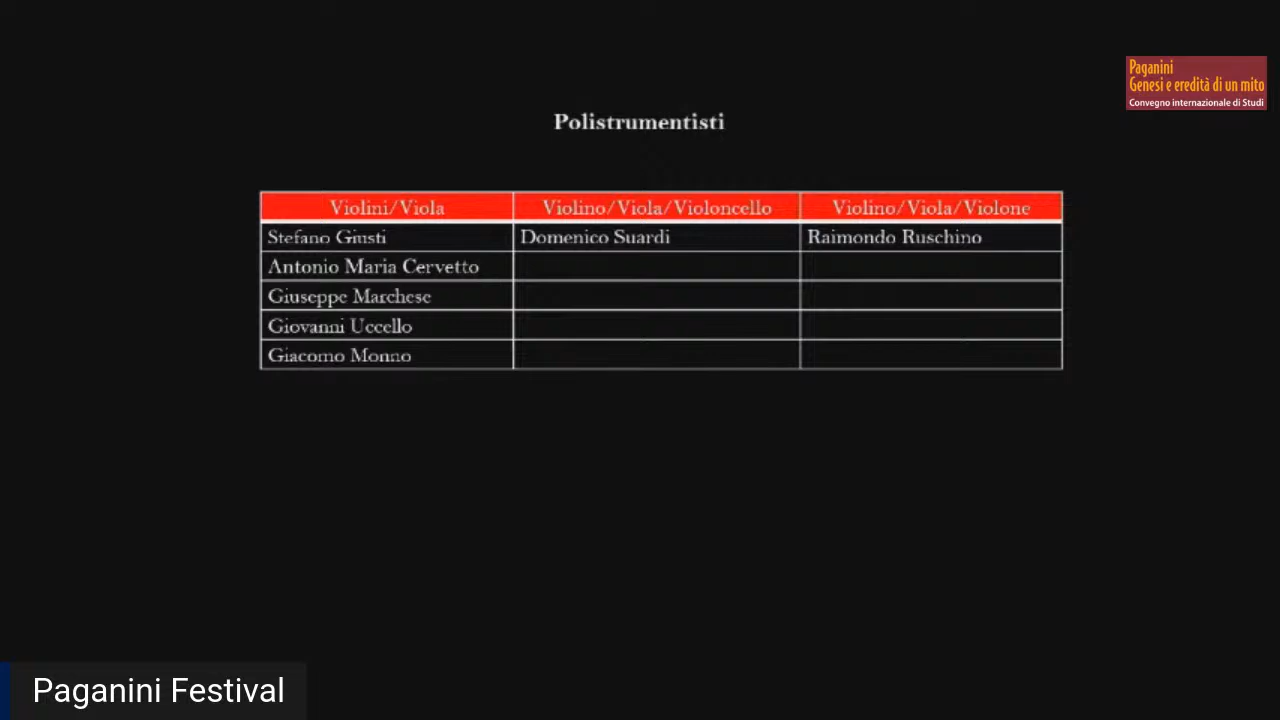 Paganini
Genesi e eredità di un mito
Convegno internazionale di Studi
Polistrumentisti
Violini/Viola Violino/Viola/Violoncello Violino/Viola/Violone
Stefano Giusti Domenico Suardi Raimondo Ruschino
Antonio Maria Cervetto
Giuseppe Marchese
Giovanni Uccello
Giacomo Monno
Paganini Festival